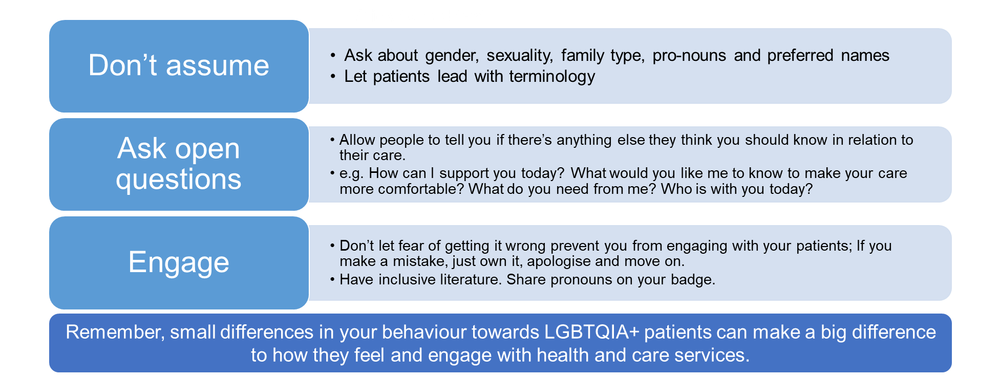 Don’t assume
• Ask about gender, sexuality, family type, pro-nouns and preferred names
• Let patients lead with terminology
Ask open
questions
• Allow people to tell you if there’s anything else they think you should know in relation to
their care.
• e.g. How can I support you today? What would you like me to know to make your care
more comfortable? What do you need from me? Who is with you today?
Engage
• Don’t let fear of getting it wrong prevent you from engaging with your patients; If you
make a mistake, just own it, apologise and move on.
• Have inclusive literature. Share pronouns on your badge.
Remember, small differences in your behaviour towards LGBTQIA+ patients can make a big difference
to how they feel and engage with health and care services.